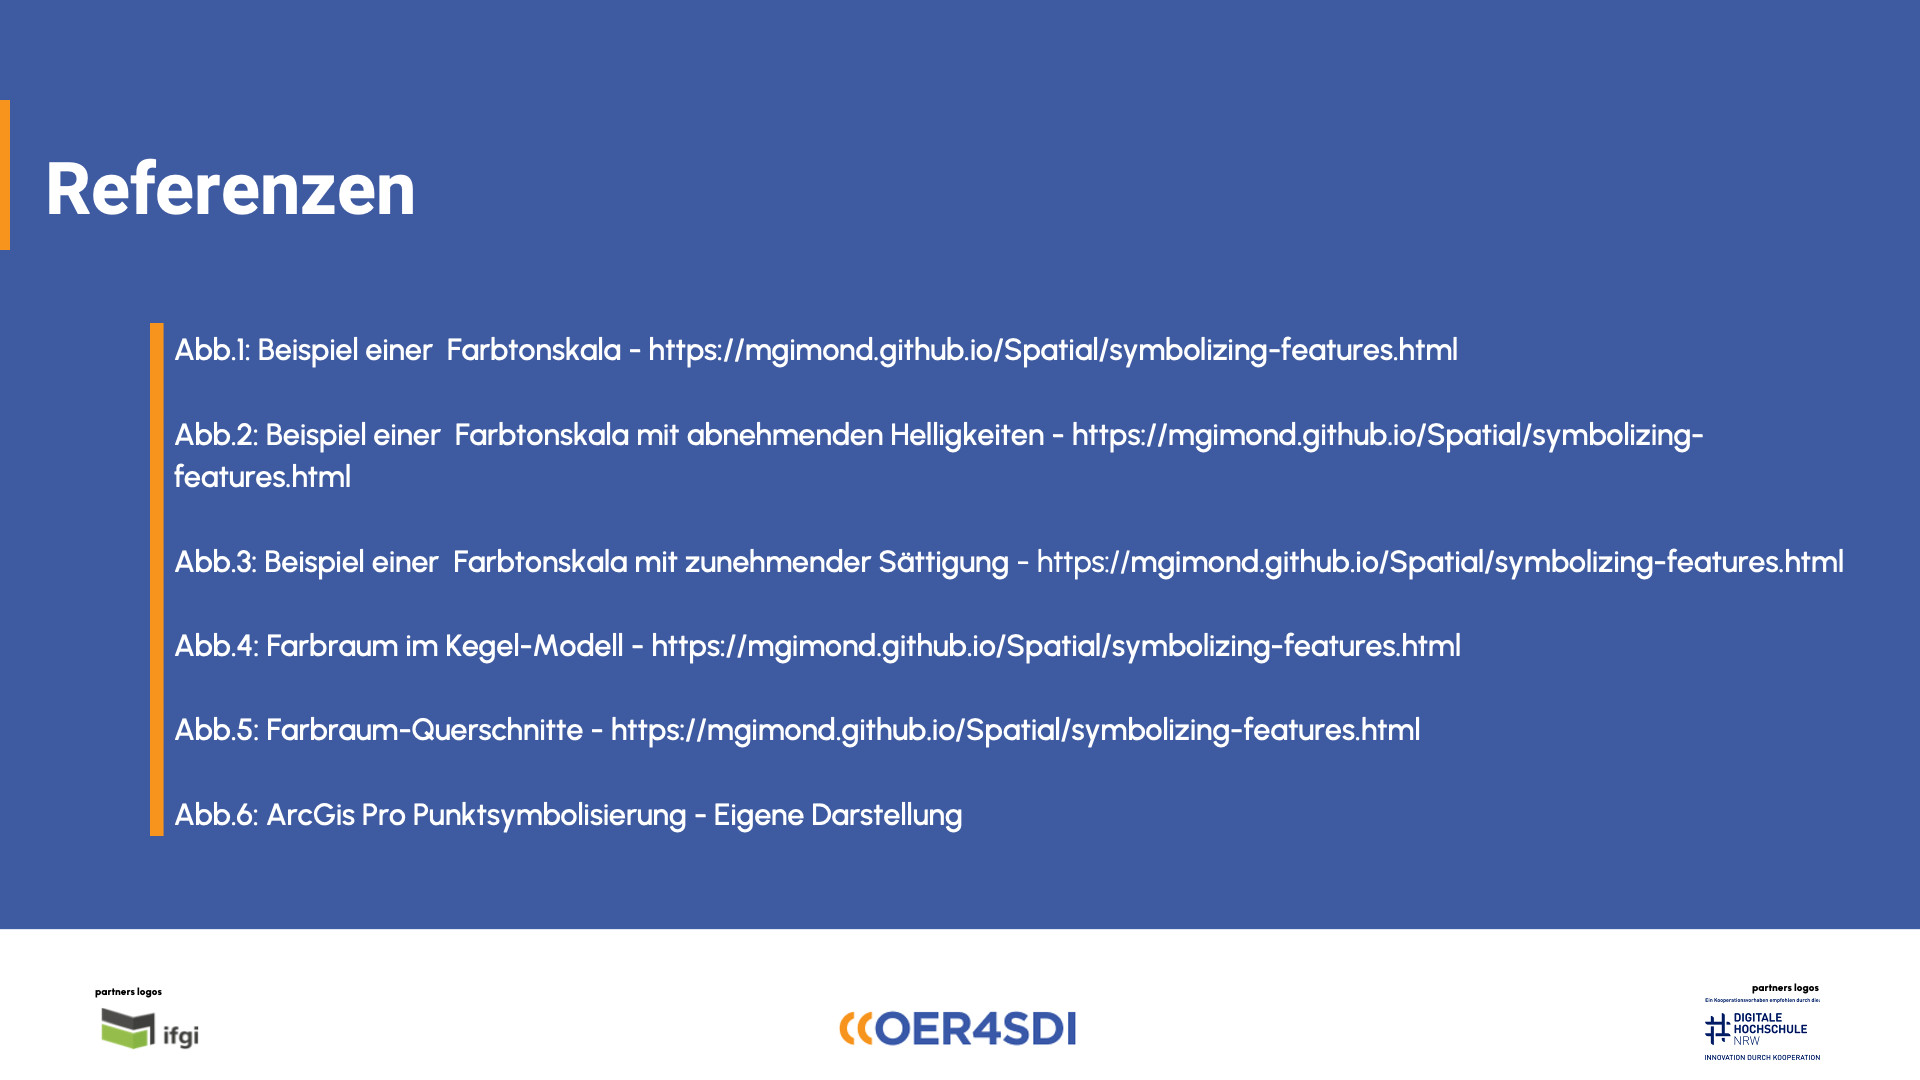 Referenzen
Abb.1: Beispiel einer  Farbtonskala - https://mgimond.github.io/Spatial/symbolizing-features.html
Abb.2: Beispiel einer  Farbtonskala mit abnehmenden Helligkeiten - https://mgimond.github.io/Spatial/symbolizing-
features.html
Abb.3: Beispiel einer  Farbtonskala mit zunehmender Sättigung - https://mgimond.github.io/Spatial/symbolizing-features.html
Abb.4: Farbraum im Kegel-Modell - https://mgimond.github.io/Spatial/symbolizing-features.html
Abb.5: Farbraum-Querschnitte - https://mgimond.github.io/Spatial/symbolizing-features.html
Abb.6: ArcGis Pro Punktsymbolisierung - Eigene Darstellung
partners logos
ifgi
OER4SDI
partners logos
Ein Kooperationsvorhaben empfohlen durch die:
DIGITALE
HOCHSCHULE
NRW
INNOVATION DURCH KOOPERATION